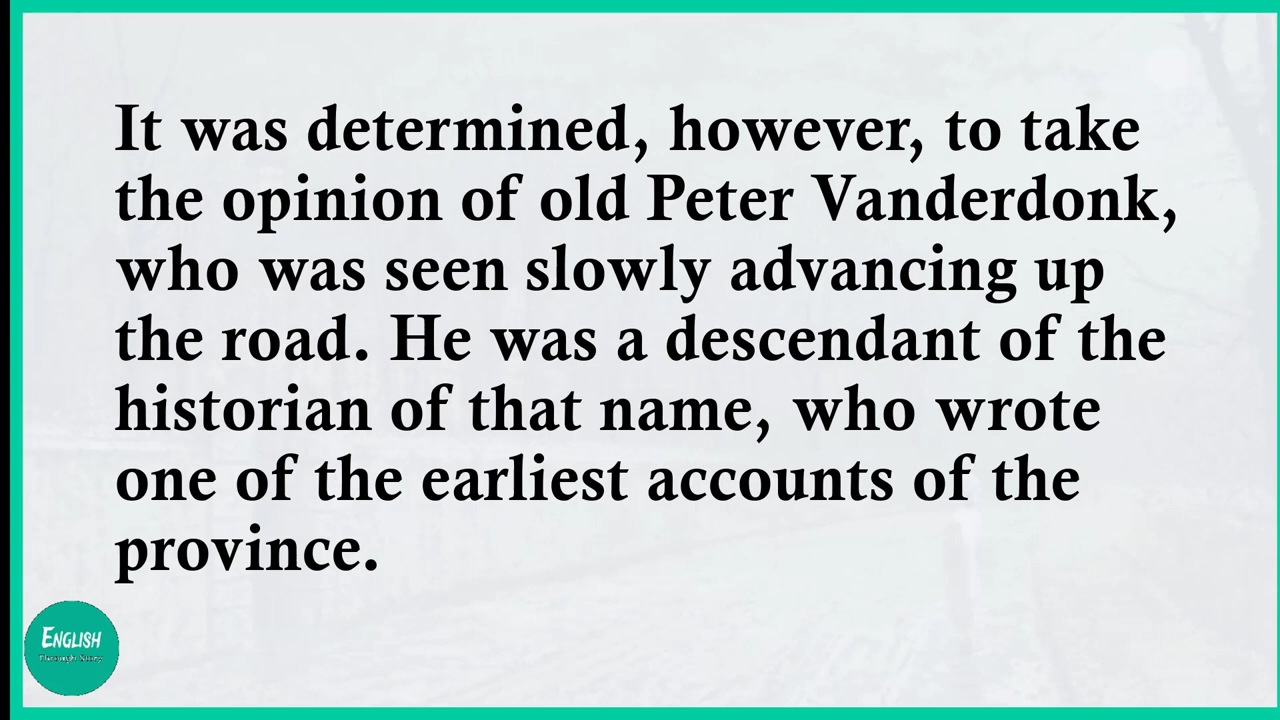 It was determined, however, to take
the opinion of old Peter Vanderdonk,
who was seen slowly advancing up
the road. He was a descendant of the
historian of that name, who wrote
one of the earliest accounts of the
province.
ENGLISH
Through Story